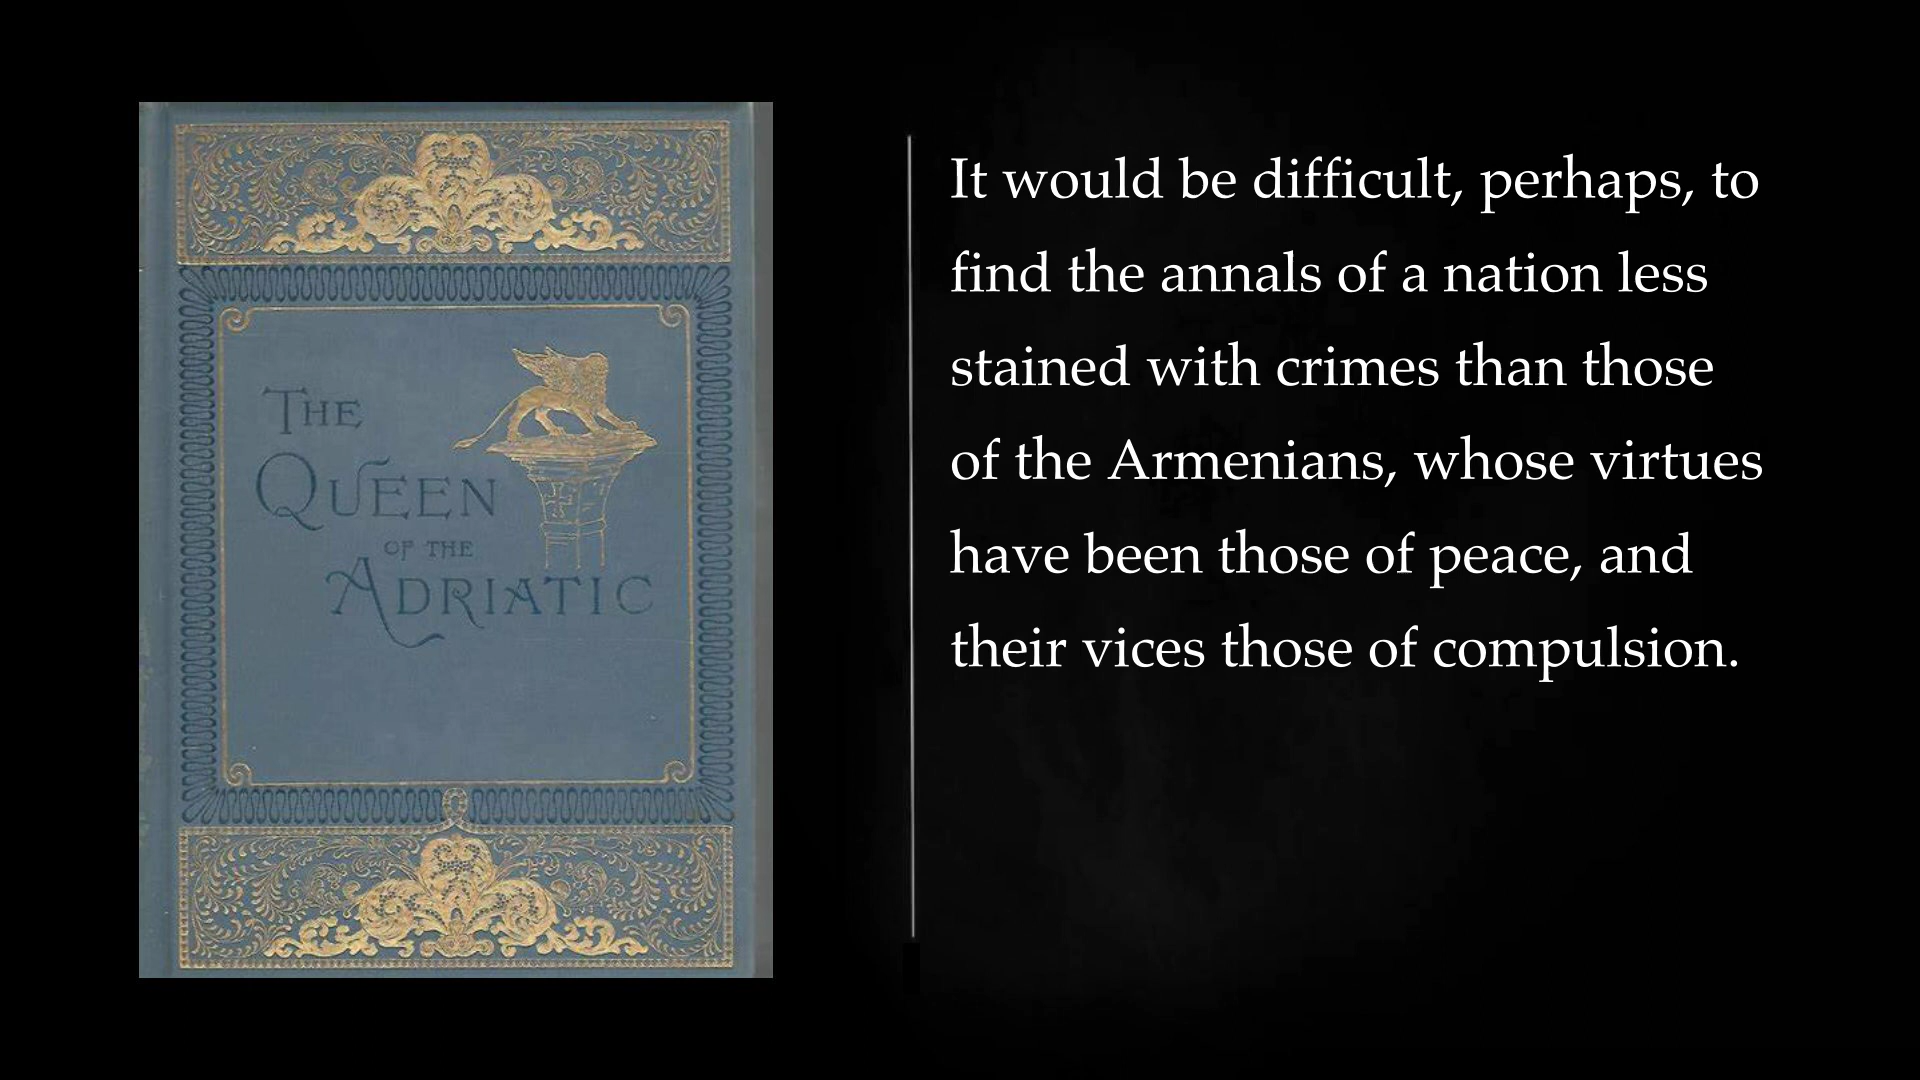 THE
QUEEN
OF THE
ADRIATIC
It would be difficult, perhaps, to
find the annals of a nation less
stained with crimes than those
of the Armenians, whose virtues
have been those of peace, and
their vices those of compulsion.